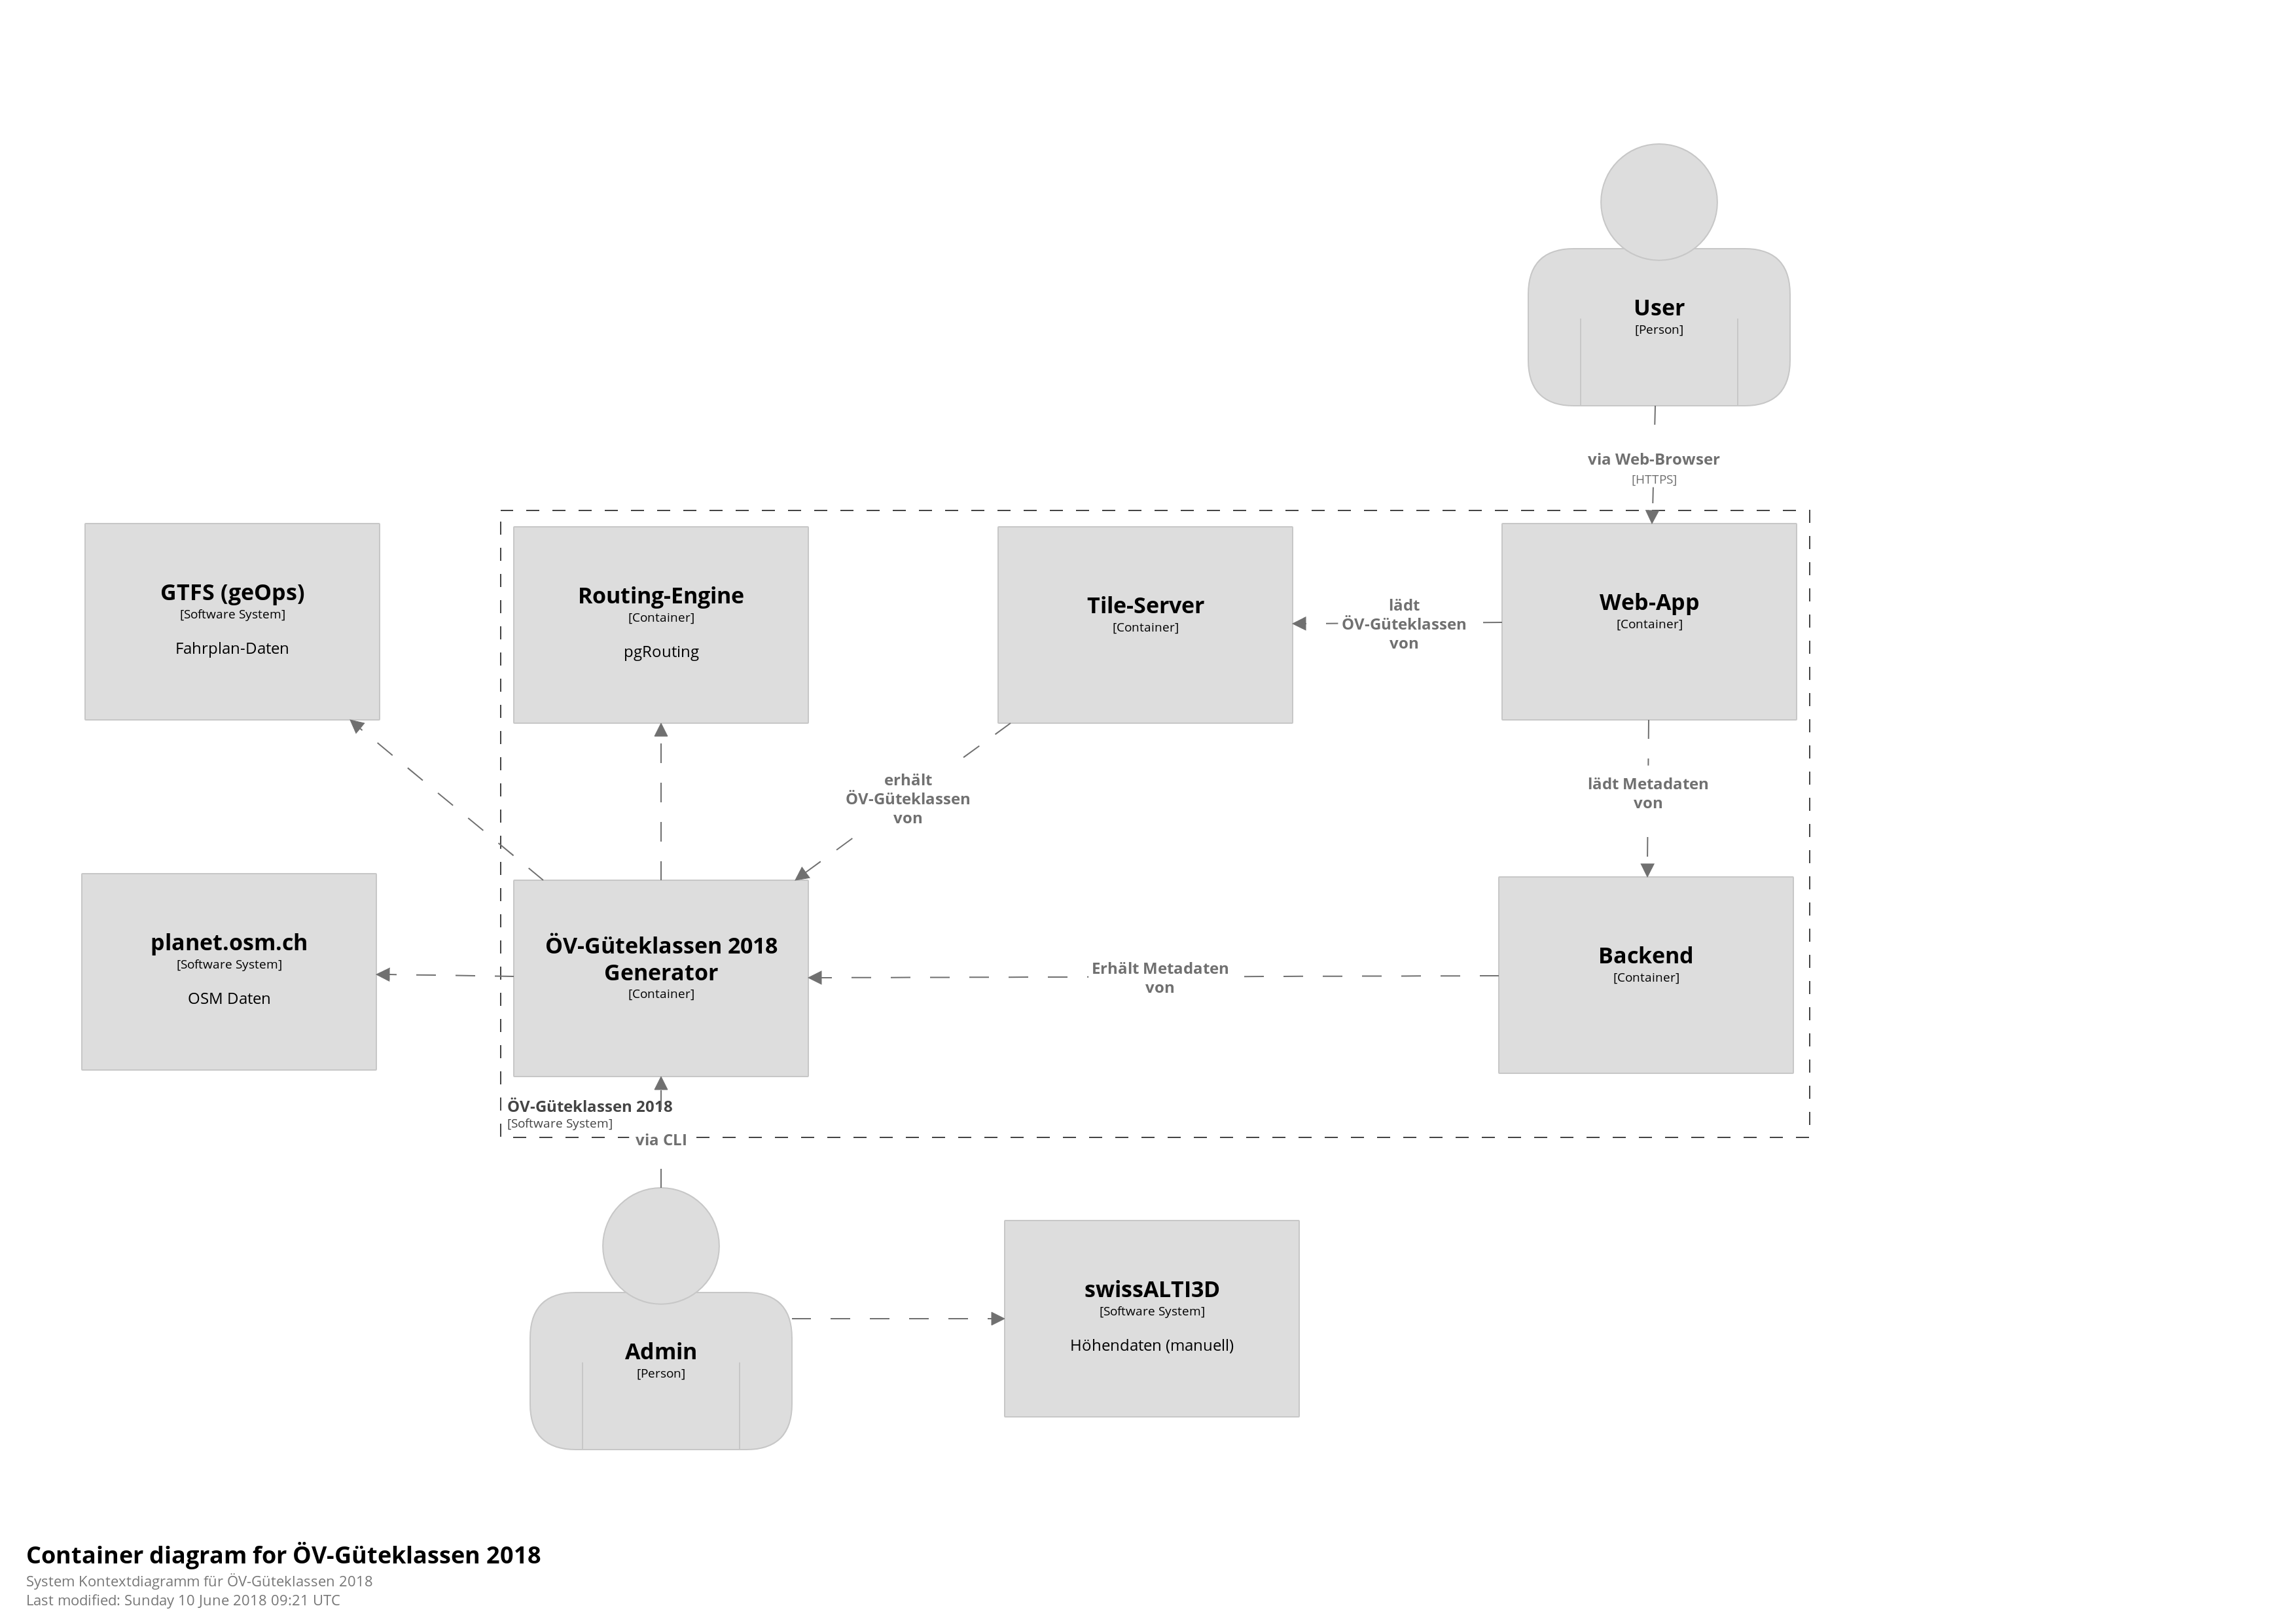 User
[Person]
via Web-Browser
[HTTPS]
GTFS (geOps)
[Software System]
Fahrplan-Daten
Routing-Engine
[Container]
pgRouting
Tile-Server
[Container]
lädt
ÖV-Güteklassen
von
Web-App
[Container]
erhält
ÖV-Güteklassen
von
lädt Metadaten
von
planet.osm.ch
[Software System]
OSM Daten
ÖV-Güteklassen 2018
Generator
[Container]
Erhält Metadaten
von
Backend
[Container]
ÖV-Güteklassen 2018
[Software System]
via CLI
Admin
[Person]
swissALTI3D
[Software System]
Höhendaten (manuell)
Container diagram for ÖV-Güteklassen 2018
System Kontextdiagramm für ÖV-Güteklassen 2018
Last modified: Sunday 10 June 2018 09:21 UTC